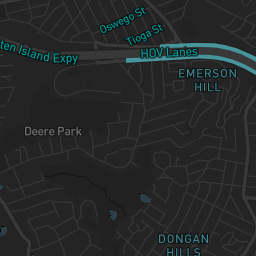 Oswego St
Tioga St
HOV Lanes
ten Island Expy
EMERSON
HILL
Deere Park
DONGAN
HILLS